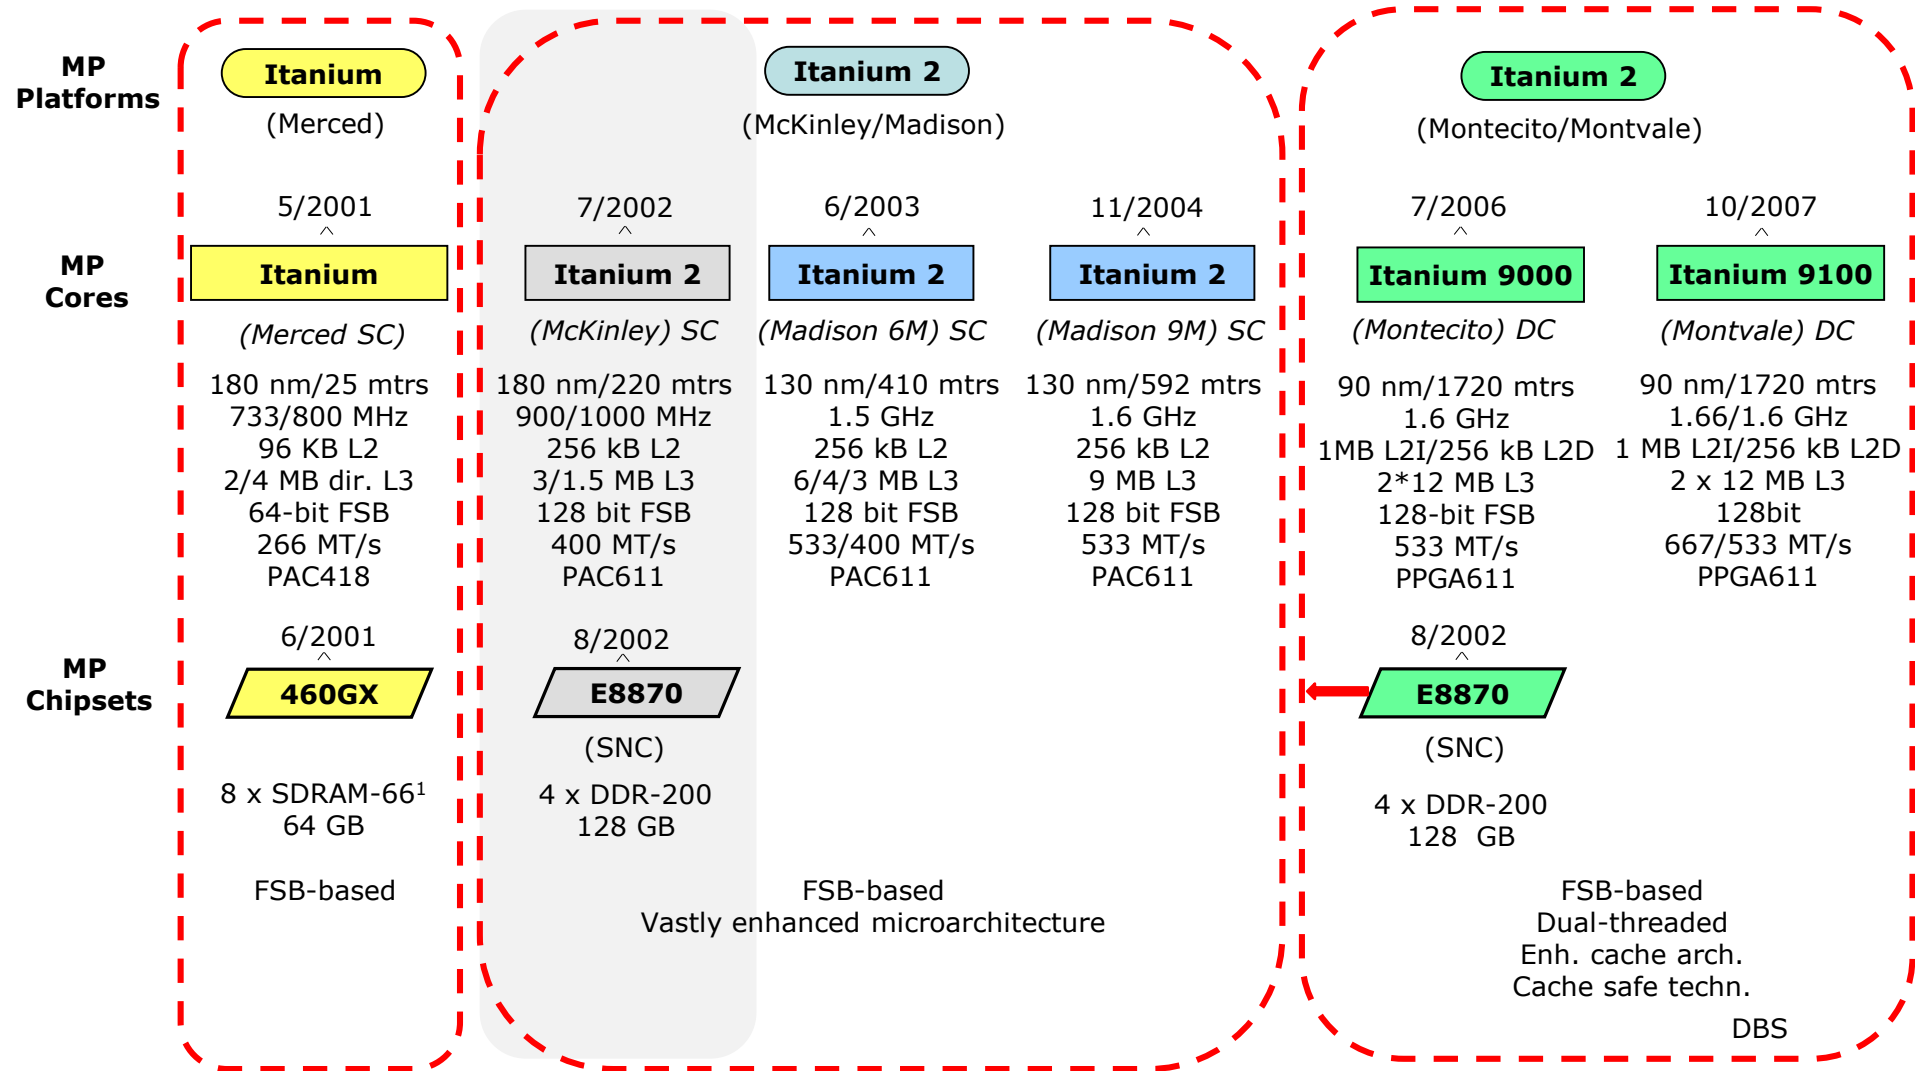 MP
Platforms
Itanium
(Merced)
Itanium 2
(McKinley/Madison)
Itanium 2
(Montecito/Montvale)
MP
Cores
5/2001
Itanium
(Merced SC)
180 nm/25 mtrs
733/800 MHz
96 KB L2
2/4 MB dir. L3
64-bit FSB
266 MT/s
PAC418
7/2002
Itanium 2
(McKinley) SC
180 nm/220 mtrs
900/1000 MHz
256 kB L2
3/1.5 MB L3
128 bit FSB
400 MT/s
PAC611
6/2003
Itanium 2
(Madison 6M) SC
130 nm/410 mtrs
1.5 GHz
256 kB L2
6/4/3 MB L3
128 bit FSB
533/400 MT/s
PAC611
11/2004
Itanium 2
(Madison 9M) SC
130 nm/592 mtrs
1.6 GHz
256 kB L2
9 MB L3
128 bit FSB
533 MT/s
PAC611
7/2006
Itanium 9000
(Montecito) DC
90 nm/1720 mtrs
1.6 GHz
1MB L2I/256 kB L2D
2*12 MB L3
128-bit FSB
533 MT/s
PPGA611
10/2007
Itanium 9100
(Montvale) DC
90 nm/1720 mtrs
1.66/1.6 GHz
1 MB L2I/256 kB L2D
2 x 12 MB L3
128bit
667/533 MT/s
PPGA611
MP
Chipsets
6/2001
460GX
8 x SDRAM-66¹
64 GB
FSB-based
8/2002
E8870
(SNC)
4 x DDR-200
128 GB
FSB-based
Vastly enhanced microarchitecture
8/2002
E8870
(SNC)
4 x DDR-200
128 GB
FSB-based
Dual-threaded
Enh. cache arch.
Cache safe techn.
DBS